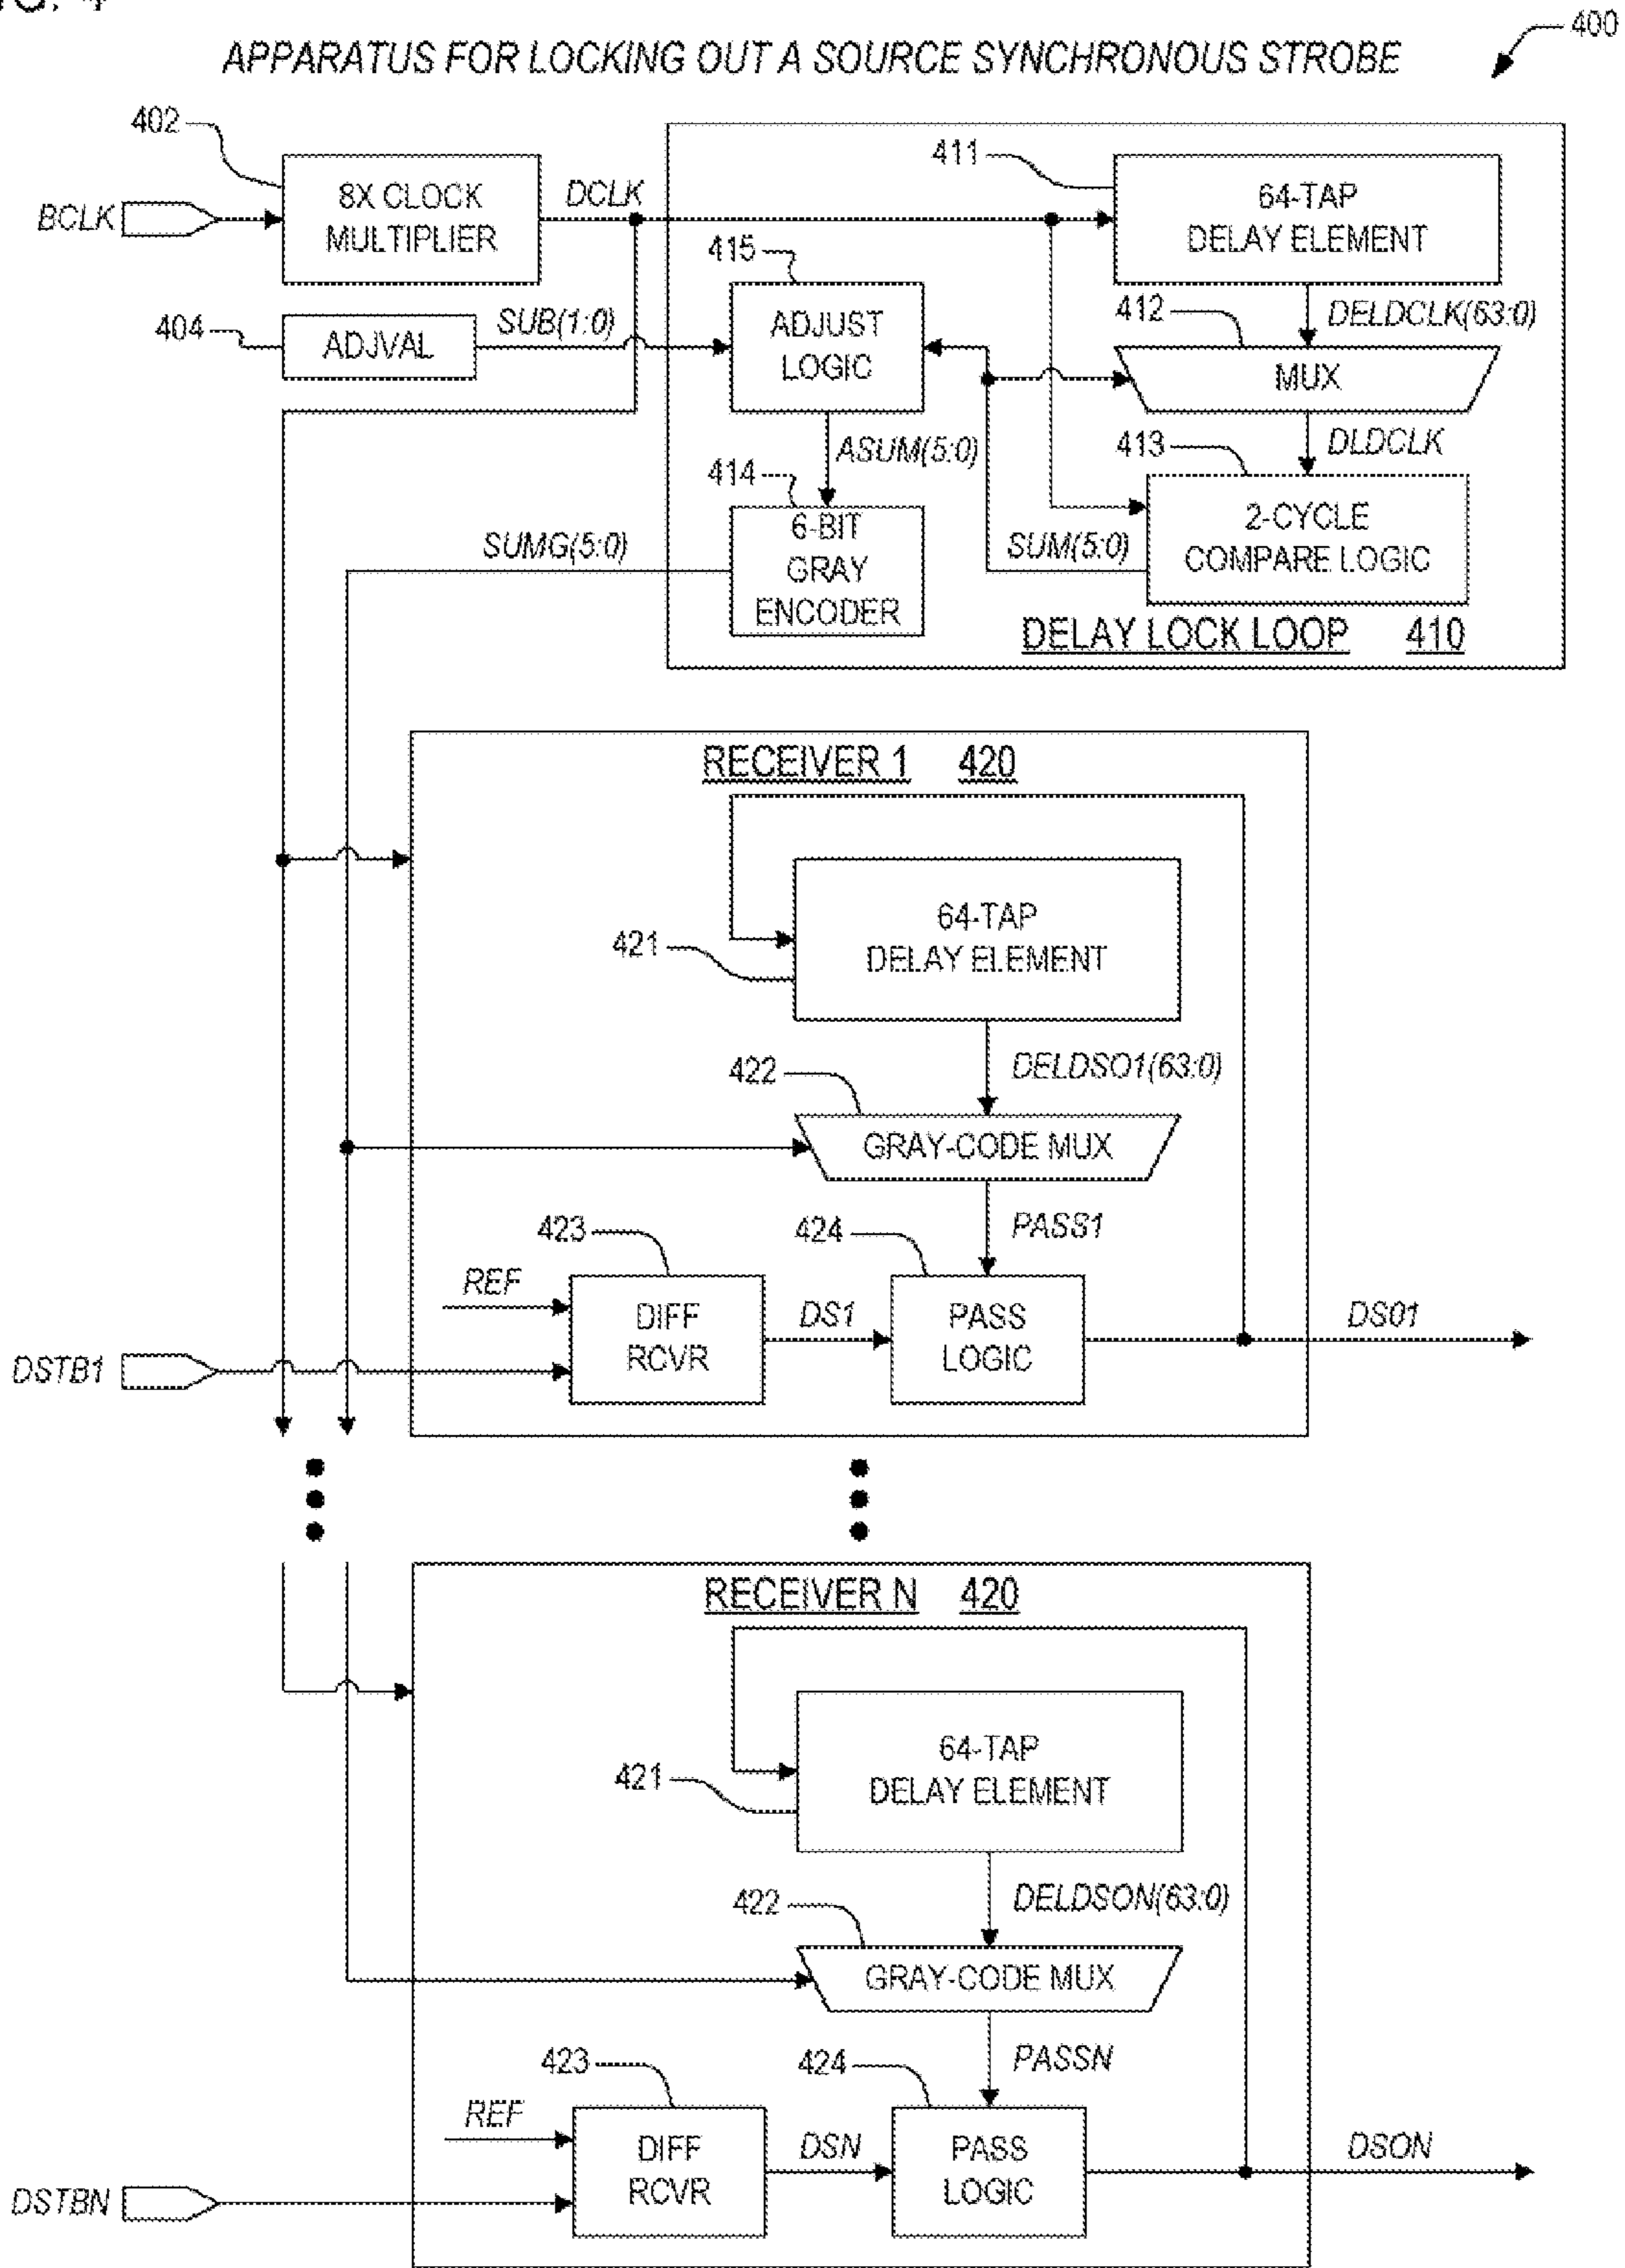 FIG. 4
APPARATUS FOR LOCKING OUT A SOURCE SYNCHRONOUS STROBE
400
402
8X CLOCK
MULTIPLIER
BCLK
DCLK
411
64-TAP
DELAY ELEMENT
404
ADJVAL
SUB(1:0)
415
ADJUST
LOGIC
412
DELDCLK(63:0)
MUX
ASUM(5:0)
413
DLDCLK
414
6-BIT
GRAY
ENCODER
SUMG(5:0)
SUM(5:0)
2-CYCLE
COMPARE LOGIC
DELAY LOCK LOOP 410
RECEIVER 1 420
421
64-TAP
DELAY ELEMENT
422
DELDSO1(63:0)
GRAY-CODE MUX
423
424
PASS1
REF
DIFF
RCVR
DS1
PASS
LOGIC
DSO1
DSTB1
RECEIVER N 420
421
64-TAP
DELAY ELEMENT
422
DELDSON(63:0)
GRAY-CODE MUX
423
424
PASSN
REF
DIFF
RCVR
DSN
PASS
LOGIC
DSON
DSTBN